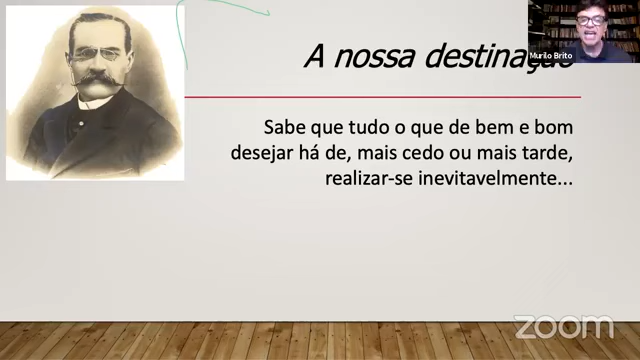 A nossa destinação
Murilo Brito
Sabe que tudo o que de bem e bom
desejar há de, mais cedo ou mais tarde,
realizar-se inevitavelmente...
zoom